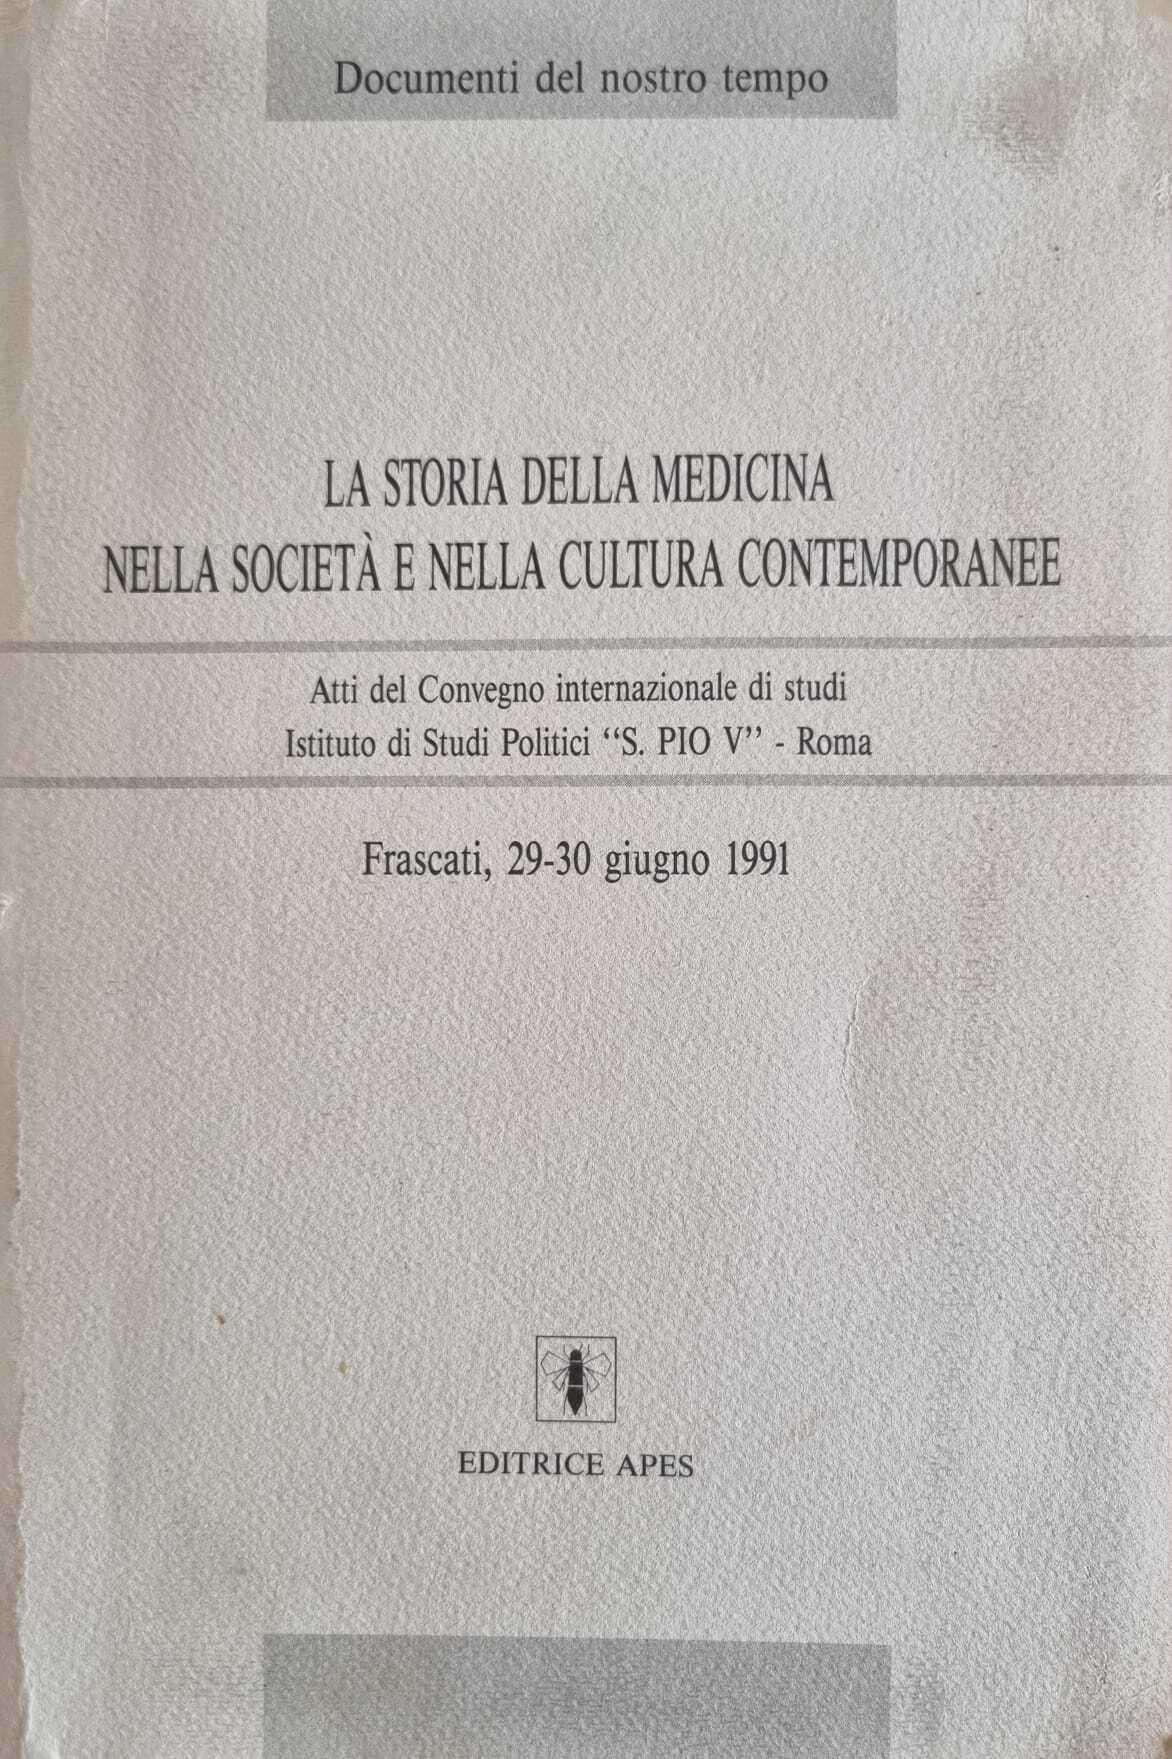 Documenti del nostro tempo
LA STORIA DELLA MEDICINA
NELLA SOCIETÀ E NELLA CULTURA CONTEMPORANEE
Atti del Convegno internazionale di studi
Istituto di Studi Politici “S. PIO V” - Roma
Frascati, 29-30 giugno 1991
EDITRICE APES